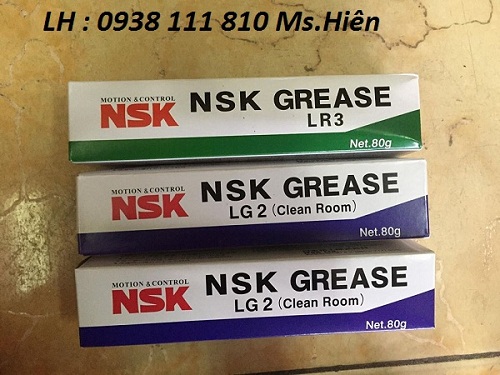 LH : 0938 111 810 Ms.Hiên
MOTION & CONTROL
NSK
NSK GREASE
LR3
Net.80g
MOTION & CONTROL
NSK
NSK GREASE
LG 2 (Clean Room)
Net.80g
MOTION & CONTROL
NSK
NSK GREASE
LG 2 (Clean Room)
Net.80g